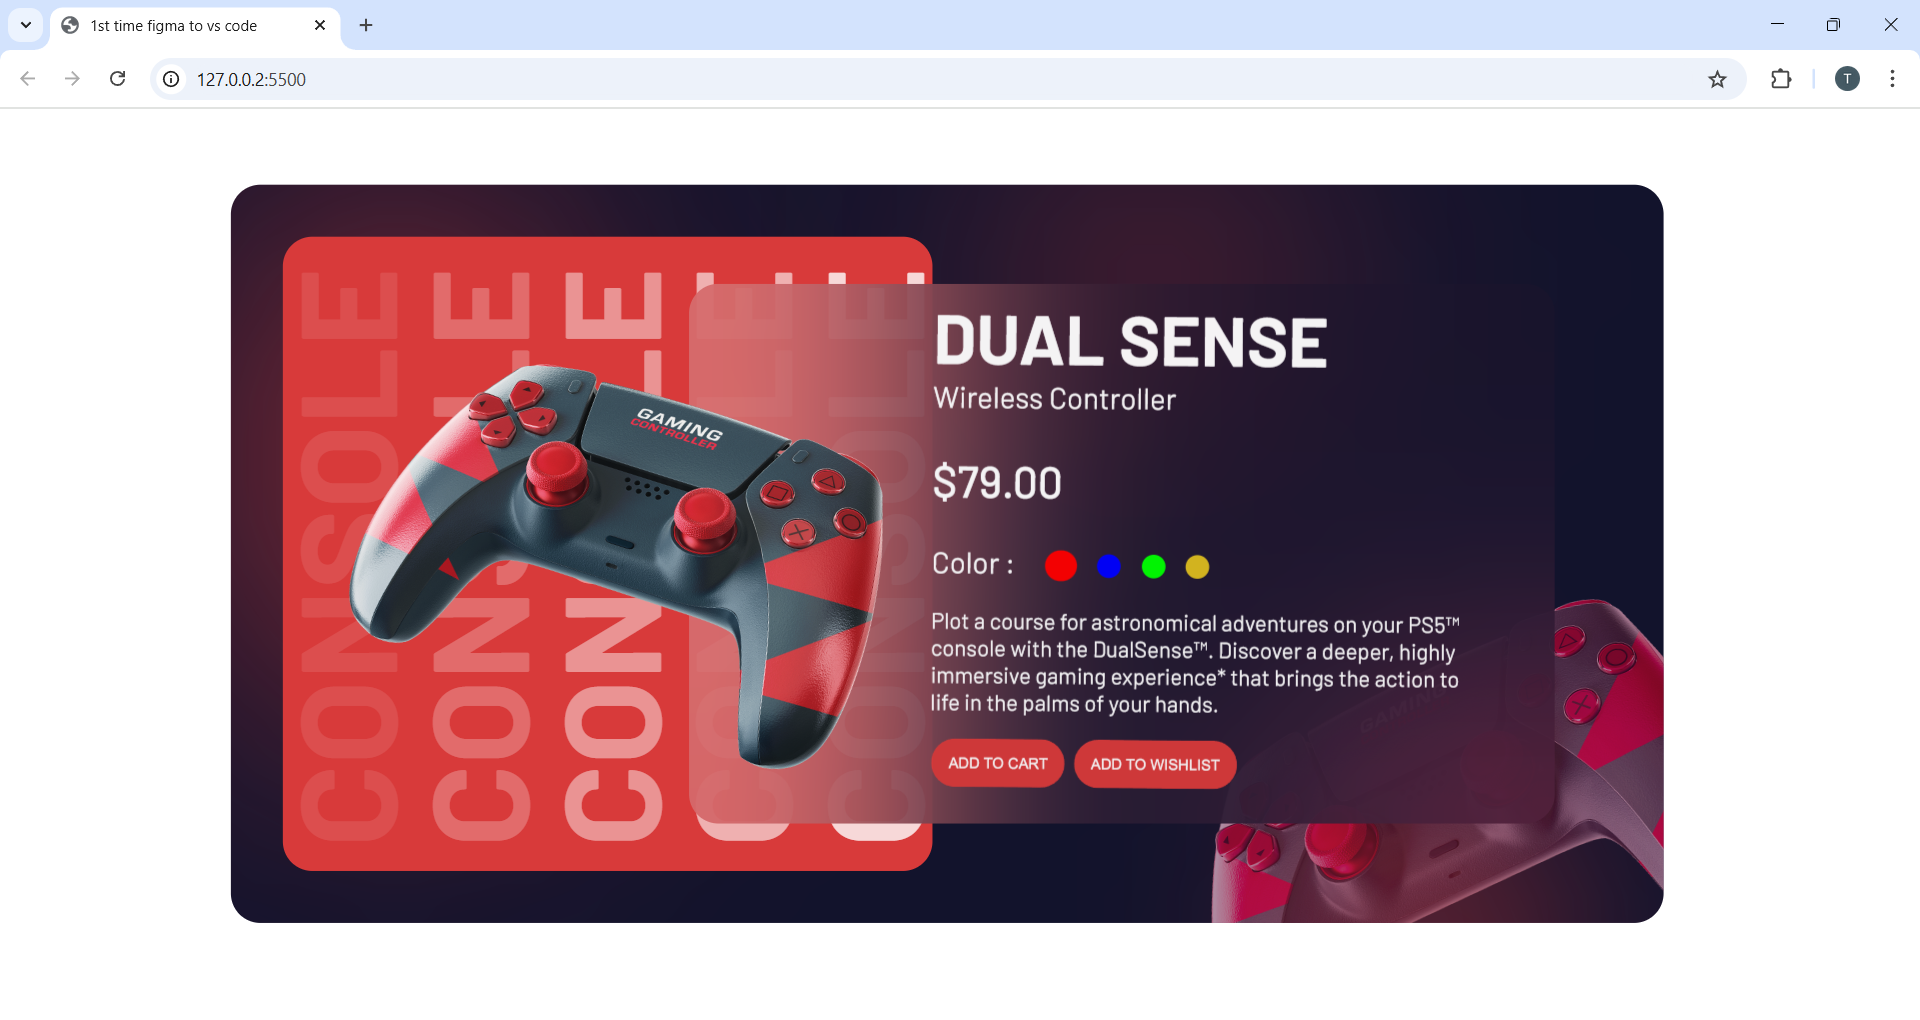 1st time figma to vs code
127.0.0.2:5500
T
CONSOLE
CONSOLE
CONSOLE
CONSOLE
CONSOLE
GAMING
CONTROLLER
DUAL SENSE
Wireless Controller
$79.00
Color :
Plot a course for astronomical adventures on your PS5™
console with the DualSense™. Discover a deeper, highly
immersive gaming experience* that brings the action to
life in the palms of your hands.
ADD TO CART
ADD TO WISHLIST
GAMING